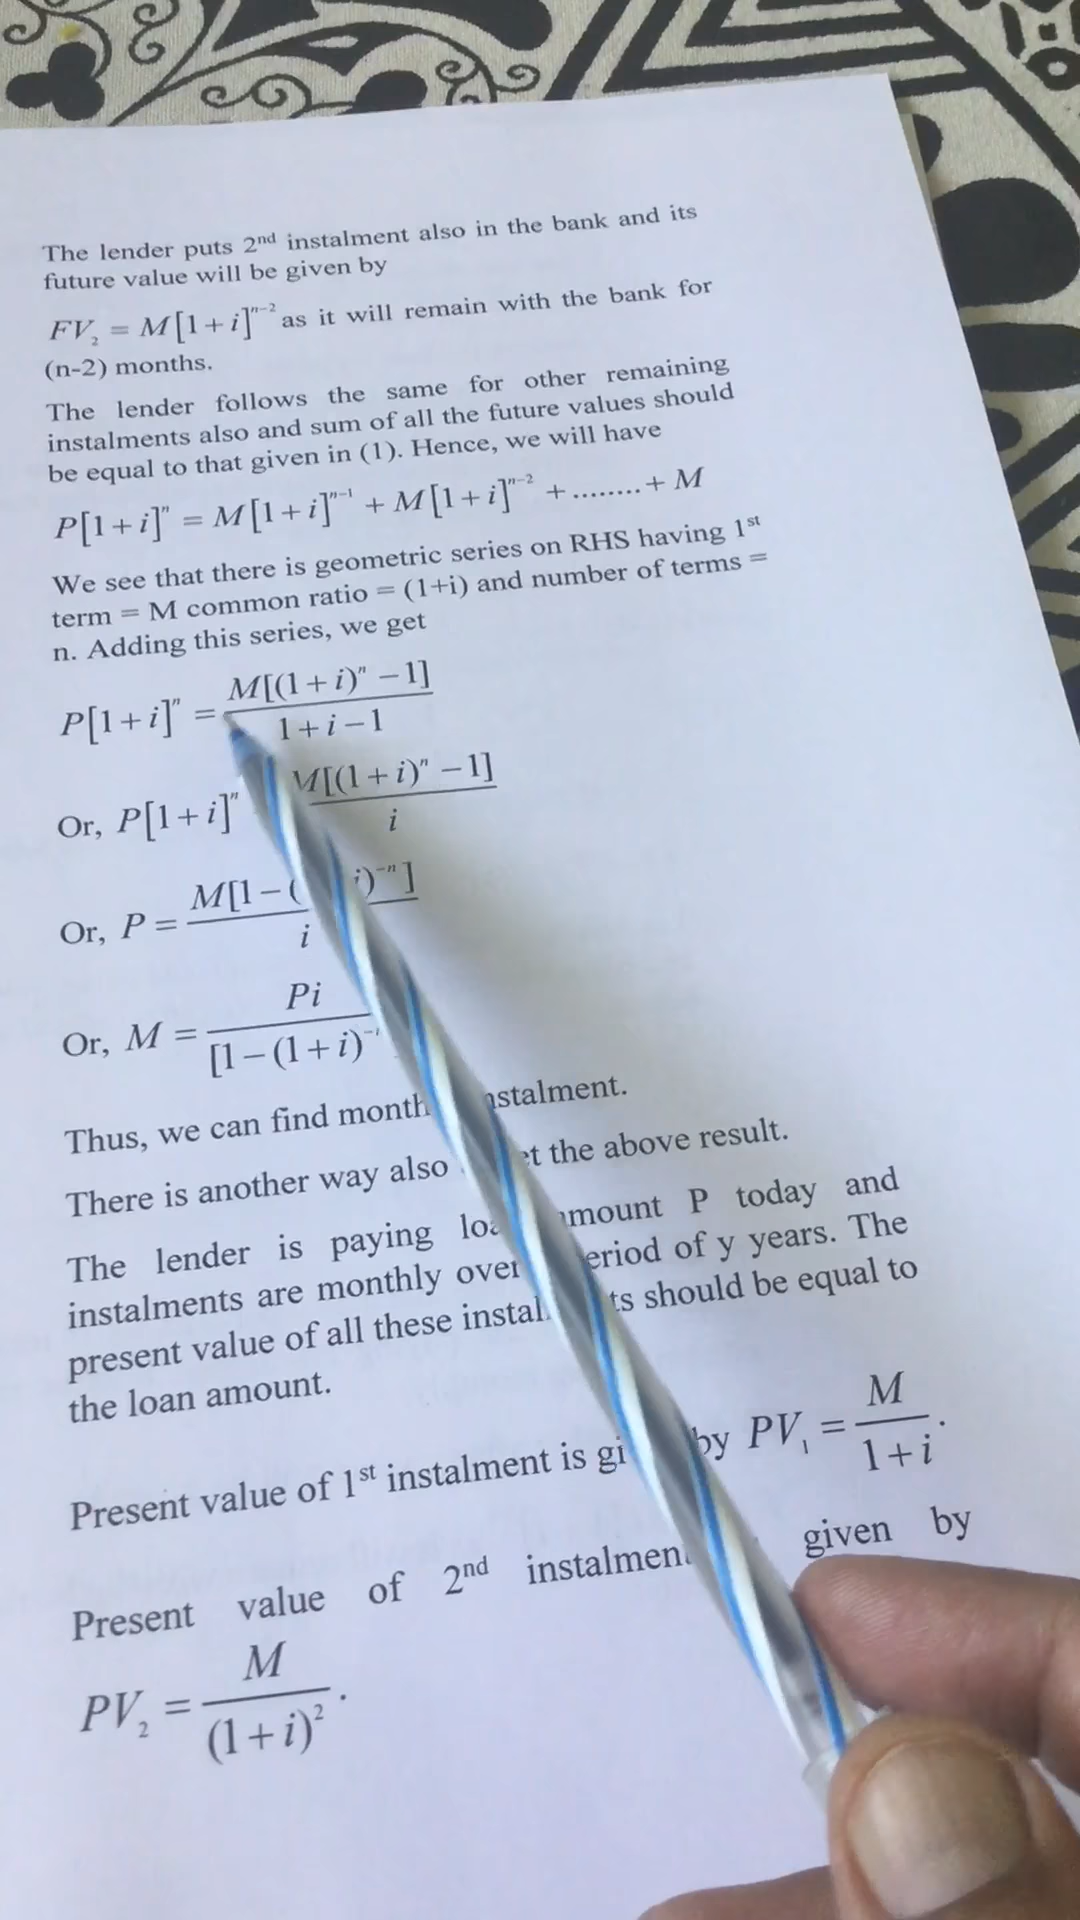 The lender puts 2nd instalment also in the bank and its
future value will be given by
FV₂ = M[1+i]ⁿ⁻² as it will remain with the bank for
(n-2) months.
The lender follows the same for other remaining
instalments also and sum of all the future values should
be equal to that given in (1). Hence, we will have
P[1+i]ⁿ = M[1+i]ⁿ⁻¹ + M[1+i]ⁿ⁻² +........+ M
We see that there is geometric series on RHS having 1st
term = M common ratio = (1+i) and number of terms =
n. Adding this series, we get
P[1+i]ⁿ = M[(1+i)ⁿ −1]
1+i−1
Or, P[1+i]ⁿ M[(1+i)ⁿ −1]
i
Or, P = M[1−( i)⁻ⁿ]
i
Or, M = Pi
[1−(1+i)⁻
Thus, we can find month nstalment.
There is another way also et the above result.
The lender is paying loa mount P today and
instalments are monthly over eriod of y years. The
present value of all these instal ts should be equal to
the loan amount.
Present value of 1st instalment is gi by PV₁ = M
1+i .
Present value of 2nd instalmen given by
PV₂ = M
(1+i)² .